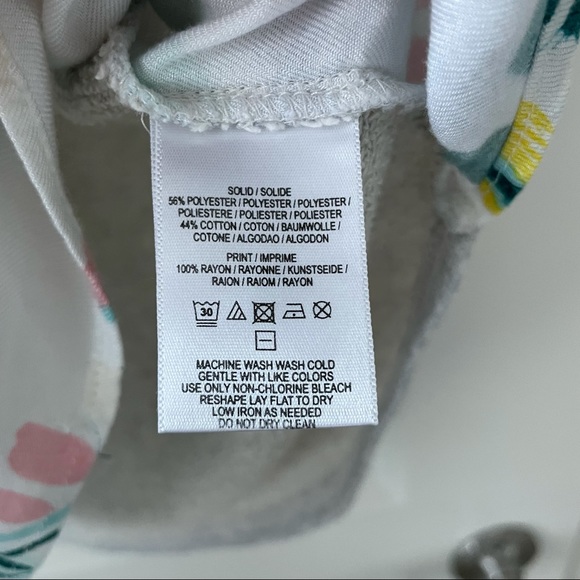 SOLID / SOLIDE
56% POLYESTER / POLYESTER / POLYESTER /
POLIESTERE / POLIESTER / POLIESTER
44% COTTON / COTON / BAUMWOLLE /
COTONE / ALGODAO / ALGODON
PRINT / IMPRIME
100% RAYON / RAYONNE / KUNSTSEIDE /
RAION / RAIOM / RAYON
30
MACHINE WASH WASH COLD
GENTLE WITH LIKE COLORS
USE ONLY NON-CHLORINE BLEACH
RESHAPE LAY FLAT TO DRY
LOW IRON AS NEEDED
DO NOT DRY CLEAN